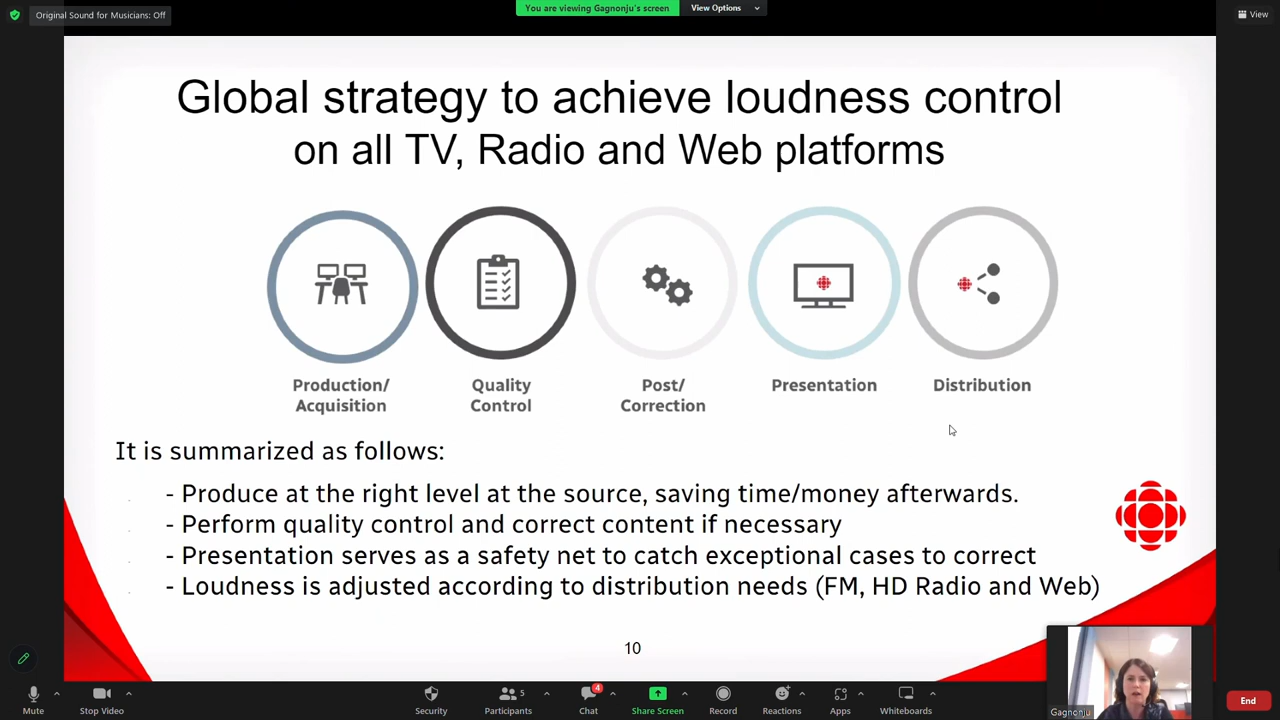 Original Sound for Musicians: Off
You are viewing Gagnonju's screen
View Options
View
Global strategy to achieve loudness control
on all TV, Radio and Web platforms
Production/
Acquisition
Quality
Control
Post/
Correction
Presentation
Distribution
It is summarized as follows:
- Produce at the right level at the source, saving time/money afterwards.
- Perform quality control and correct content if necessary
- Presentation serves as a safety net to catch exceptional cases to correct
- Loudness is adjusted according to distribution needs (FM, HD Radio and Web)
10
Gagnonju
Mute
Stop Video
Security
Participants
5
Chat
4
Share Screen
Record
Reactions
Apps
Whiteboards
End